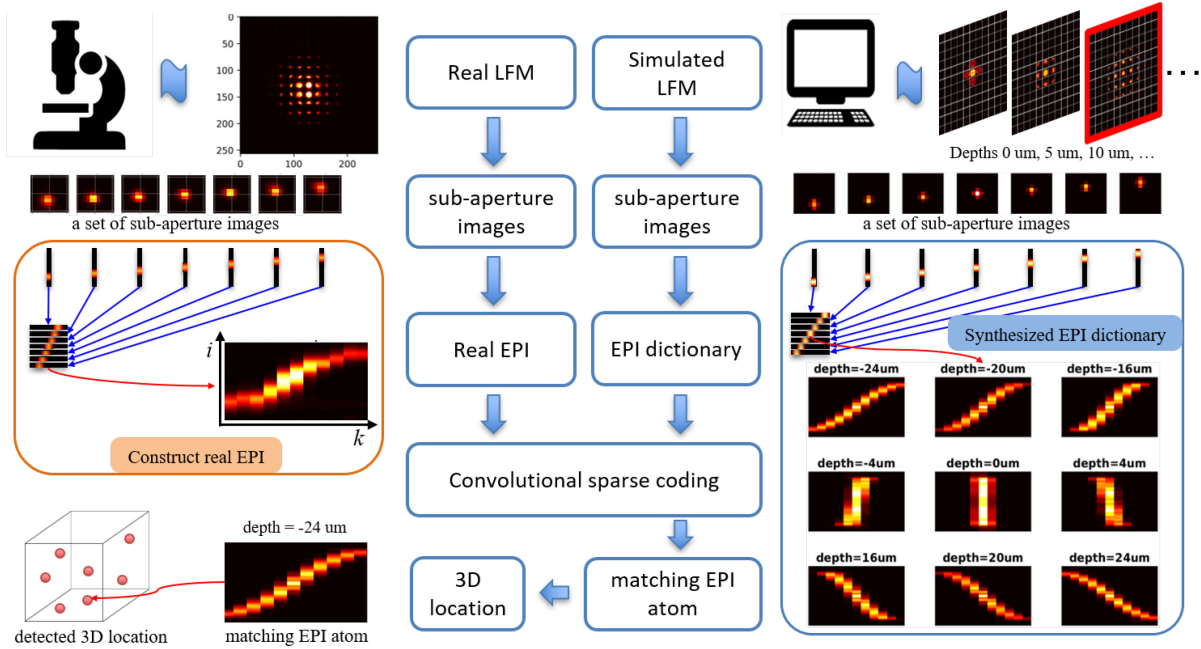 0
50
100
150
200
250
100
200
a set of sub-aperture images
i
k
Construct real EPI
depth = -24 um
detected 3D location
matching EPI atom
Real LFM
Simulated
LFM
sub-aperture
images
sub-aperture
images
Real EPI
EPI dictionary
Convolutional sparse coding
3D
location
matching EPI
atom
...
Depths 0 um, 5 um, 10 um, …
a set of sub-aperture images
Synthesized EPI dictionary
depth=-24um
depth=-20um
depth=-16um
depth=-4um
depth=0um
depth=4um
depth=16um
depth=20um
depth=24um